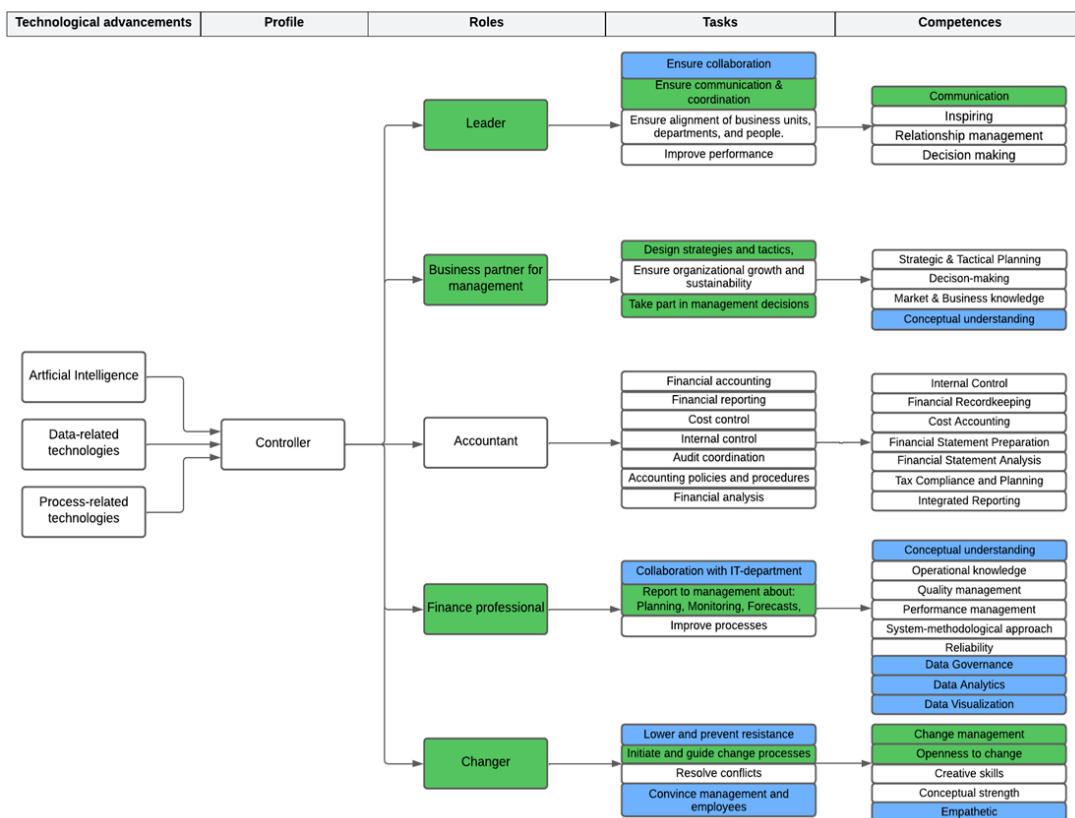 Technological advancements
Profile
Roles
Tasks
Competences
Artficial Intelligence
Data-related
technologies
Process-related
technologies
Controller
Leader
Ensure collaboration
Ensure communication &
coordination
Ensure alignment of business units,
departments, and people.
Improve performance
Communication
Inspiring
Relationship management
Decision making
Business partner for
management
Design strategies and tactics,
Ensure organizational growth and
sustainability
Take part in management decisions
Strategic & Tactical Planning
Decison-making
Market & Business knowledge
Conceptual understanding
Accountant
Financial accounting
Financial reporting
Cost control
Internal control
Audit coordination
Accounting policies and procedures
Financial analysis
Internal Control
Financial Recordkeeping
Cost Accounting
Financial Statement Preparation
Financial Statement Analysis
Tax Compliance and Planning
Integrated Reporting
Finance professional
Collaboration with IT-department
Report to management about:
Planning, Monitoring, Forecasts,
Improve processes
Conceptual understanding
Operational knowledge
Quality management
Performance management
System-methodological approach
Reliability
Data Governance
Data Analytics
Data Visualization
Changer
Lower and prevent resistance
Initiate and guide change processes
Resolve conflicts
Convince management and
employees
Change management
Openness to change
Creative skills
Conceptual strength
Empathetic